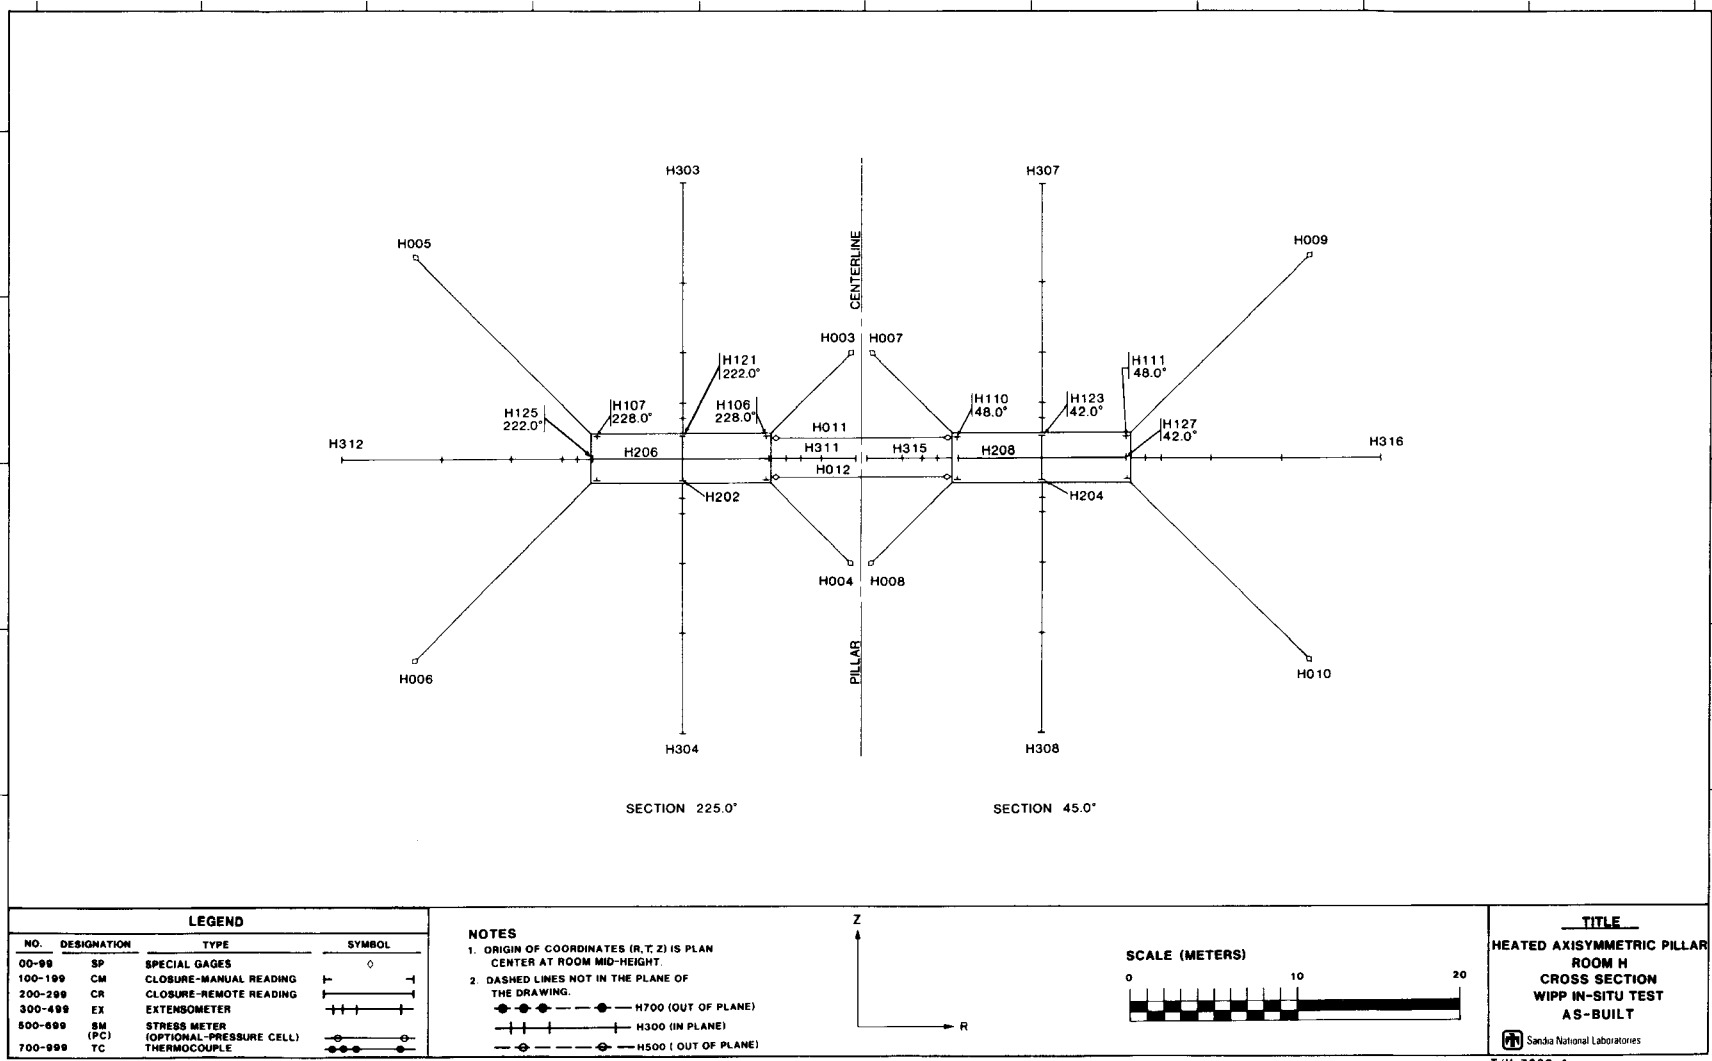 H303
H307
H005
H009
CENTERLINE
H003 H007
H121
222.0°
H111
48.0°
H107
228.0°
H106
228.0°
H110
48.0°
H123
42.0°
H125
222.0°
H127
42.0°
H011
H312
H206
H311
H315
H208
H316
H012
H202
H204
H004 H008
PILLAR
H006
H010
H304
H308
SECTION 225.0°
SECTION 45.0°
LEGEND
NO. DESIGNATION TYPE SYMBOL
00-99 SP SPECIAL GAGES
100-199 CM CLOSURE-MANUAL READING
200-299 CR CLOSURE-REMOTE READING
300-499 EX EXTENSOMETER
500-699 SM STRESS METER
(PC) (OPTIONAL-PRESSURE CELL)
700-999 TC THERMOCOUPLE
NOTES
1. ORIGIN OF COORDINATES (R,T, Z) IS PLAN
CENTER AT ROOM MID-HEIGHT.
2. DASHED LINES NOT IN THE PLANE OF
THE DRAWING.
H700 (OUT OF PLANE)
H300 (IN PLANE)
H500 ( OUT OF PLANE)
Z
R
SCALE (METERS)
0 10 20
TITLE
HEATED AXISYMMETRIC PILLAR
ROOM H
CROSS SECTION
WIPP IN-SITU TEST
AS-BUILT
Sandia National Laboratories